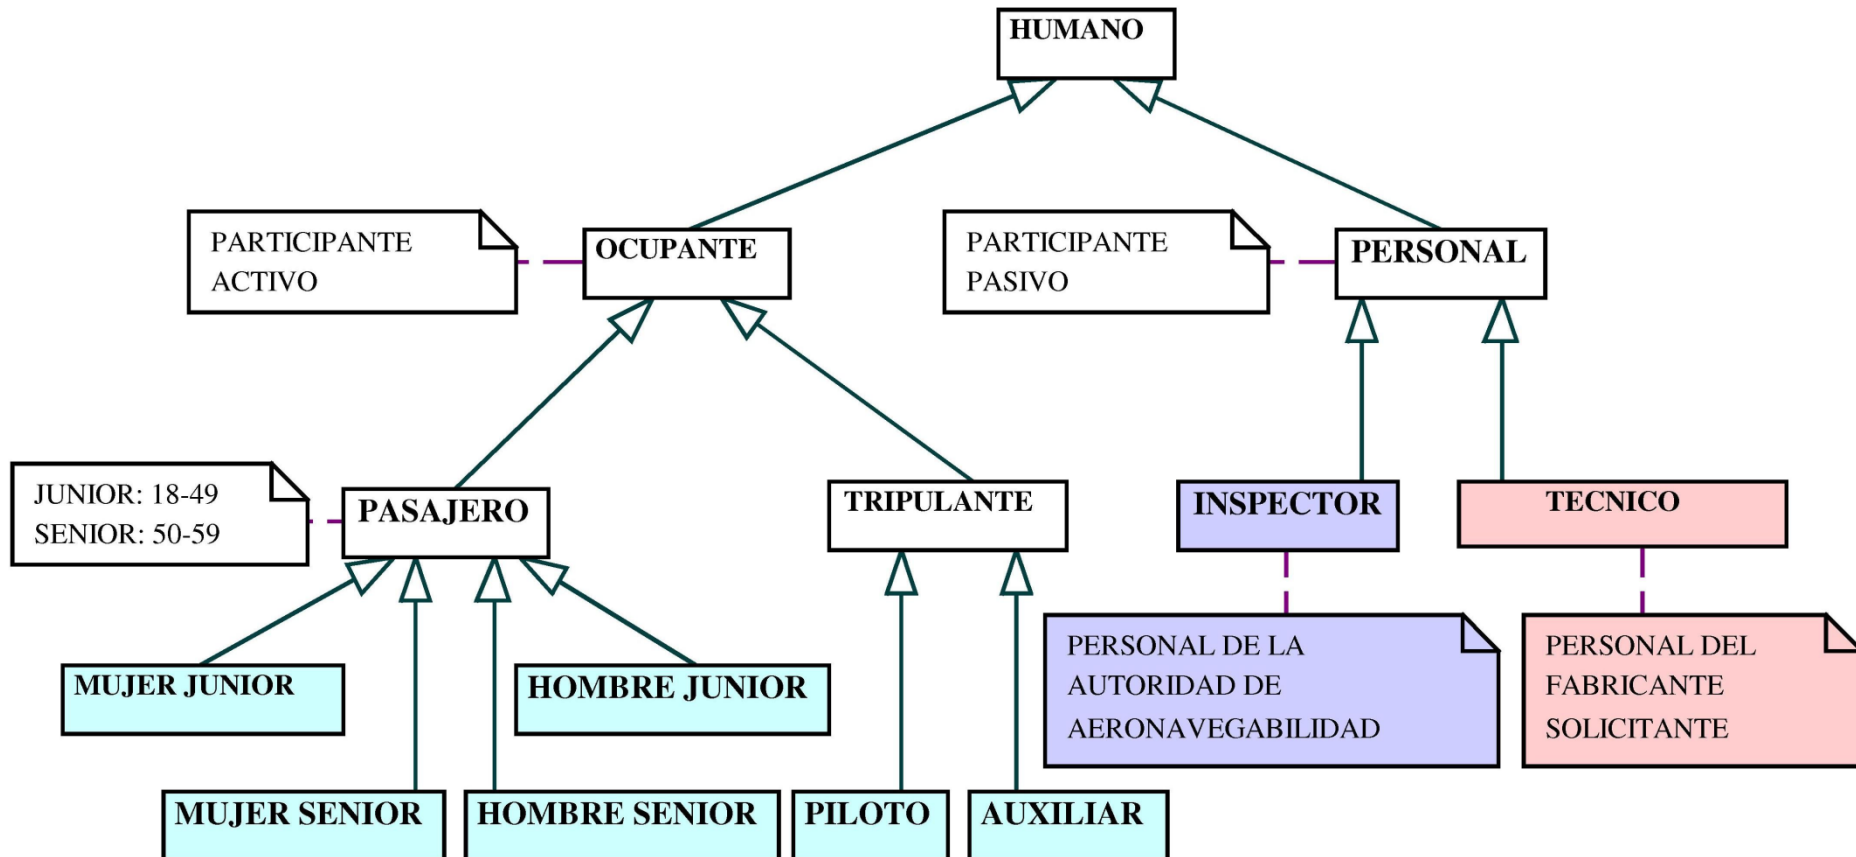 HUMANO
PARTICIPANTE
ACTIVO
OCUPANTE
PARTICIPANTE
PASIVO
PERSONAL
JUNIOR: 18-49
SENIOR: 50-59
PASAJERO
TRIPULANTE
INSPECTOR
TECNICO
MUJER JUNIOR
HOMBRE JUNIOR
PERSONAL DE LA
AUTORIDAD DE
AERONAVEGABILIDAD
PERSONAL DEL
FABRICANTE
SOLICITANTE
MUJER SENIOR
HOMBRE SENIOR
PILOTO
AUXILIAR